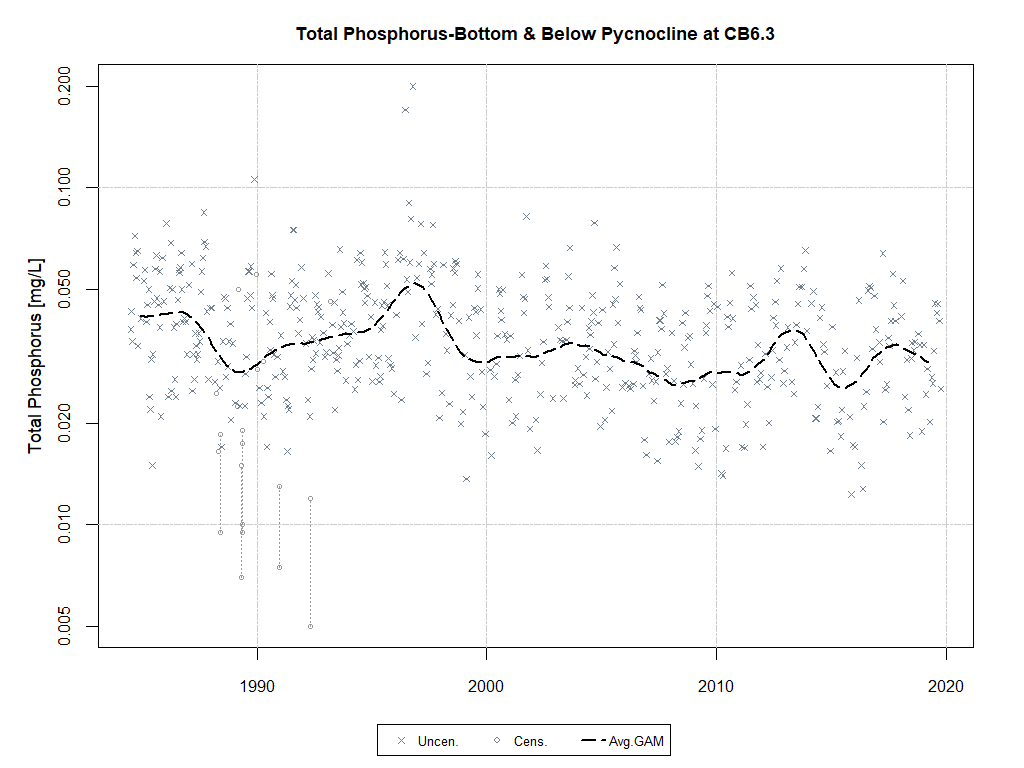 Total Phosphorus-Bottom & Below Pycnocline at CB6.3
Total Phosphorus [mg/L]
0.200
0.100
0.050
0.020
0.010
0.005
1990 2000 2010 2020
Uncen. Cens. Avg.GAM